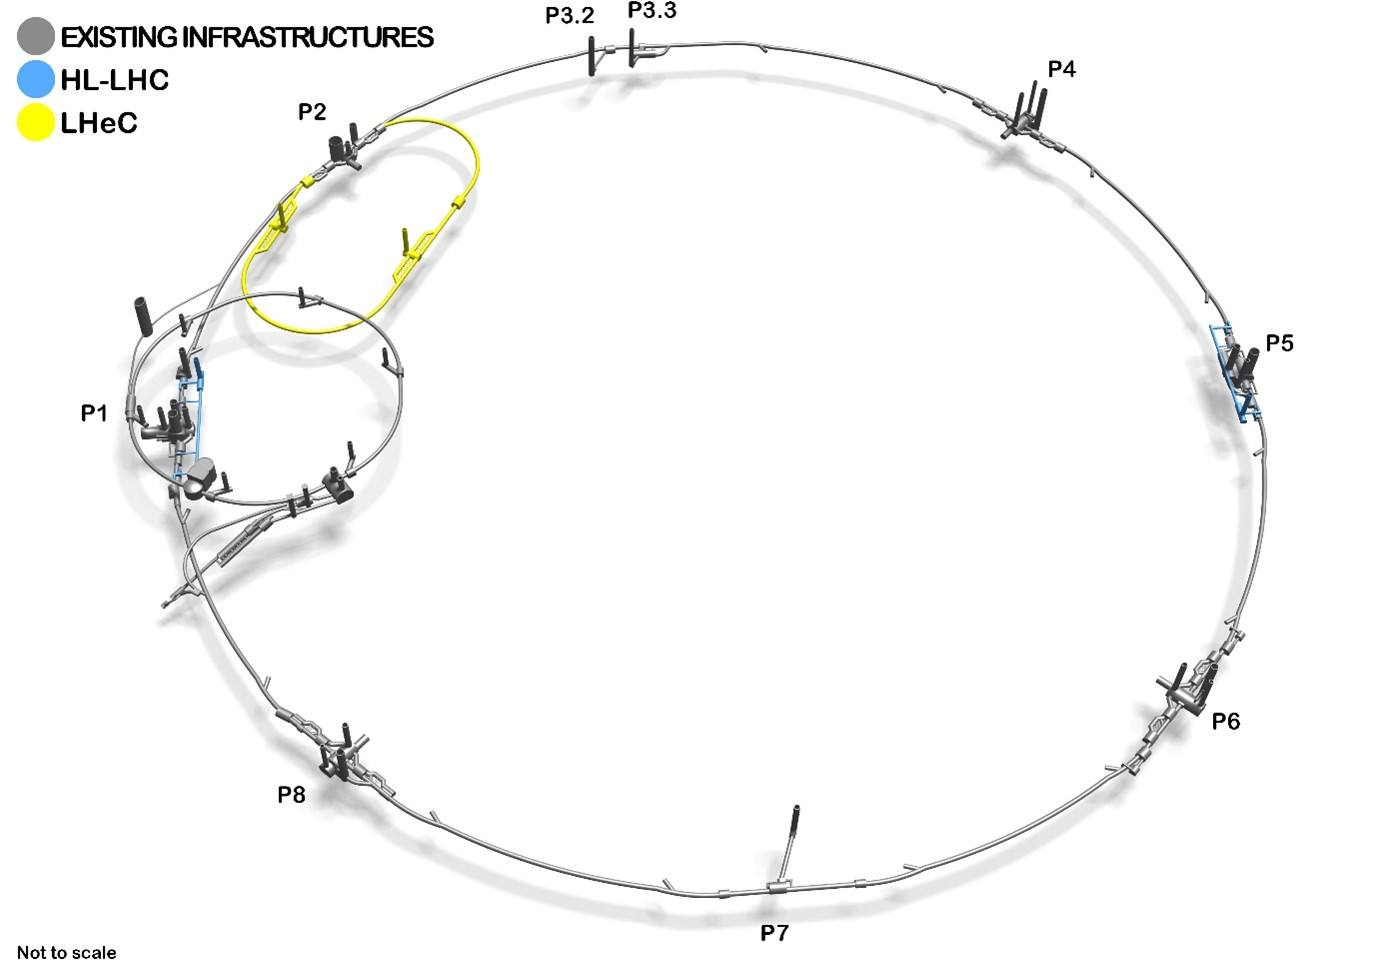 EXISTING INFRASTRUCTURES
HL-LHC
LHeC
P3.2
P3.3
P4
P2
P5
P1
P6
P8
P7
Not to scale